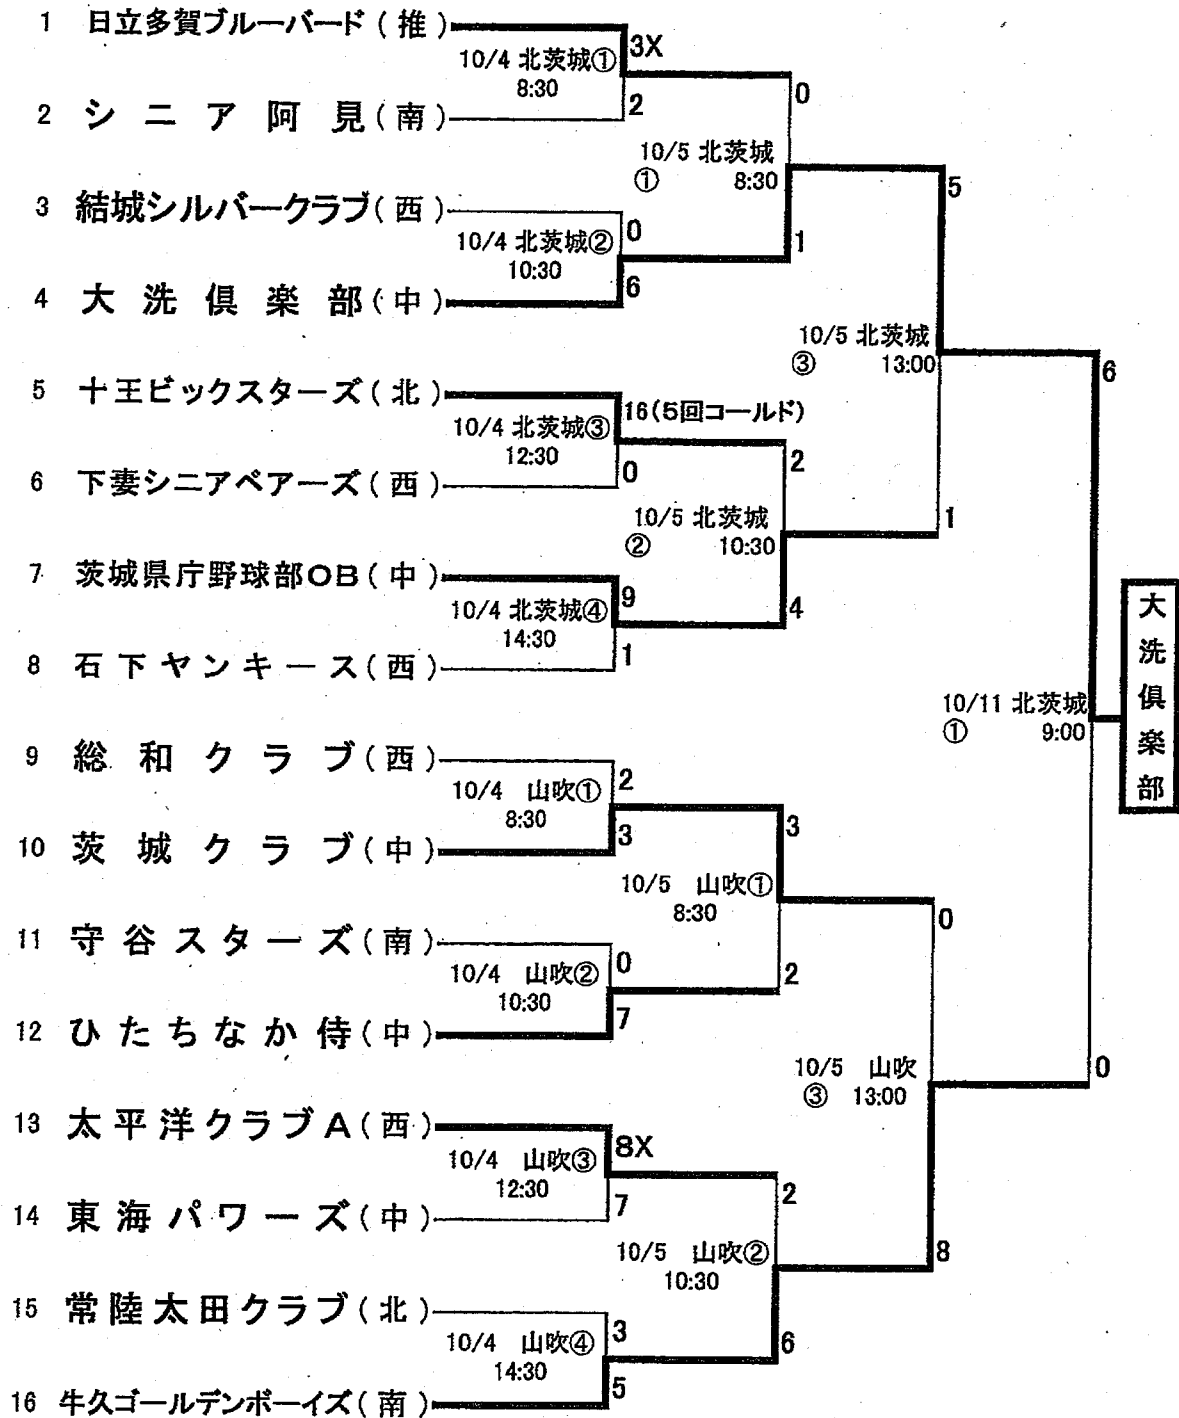 1 日立多賀ブルーバード(推)
3X
10/4 北茨城①
8:30
0
2 シニア阿見(南)
2
10/5 北茨城
① 8:30
5
3 結城シルバークラブ(西)
0
10/4 北茨城②
10:30
1
4 大洗倶楽部(中)
6
10/5 北茨城
③ 13:00
6
5 十王ビックスターズ(北)
16(5回コールド)
10/4 北茨城③
12:30
2
6 下妻シニアベアーズ(西)
0
10/5 北茨城
② 10:30
1
7 茨城県庁野球部OB(中)
9
10/4 北茨城④
14:30
4
8 石下ヤンキース(西)
1
大洗倶楽部
10/11 北茨城
① 9:00
9 総和クラブ(西)
2
10/4 山吹①
8:30
3
10 茨城クラブ(中)
3
10/5 山吹①
8:30
0
11 守谷スターズ(南)
0
10/4 山吹②
10:30
2
12 ひたちなか侍(中)
7
10/5 山吹
③ 13:00
0
13 太平洋クラブA(西)
8X
10/4 山吹③
12:30
2
14 東海パワーズ(中)
7
10/5 山吹②
10:30
8
15 常陸太田クラブ(北)
3
10/4 山吹④
14:30
6
16 牛久ゴールデンボーイズ(南)
5